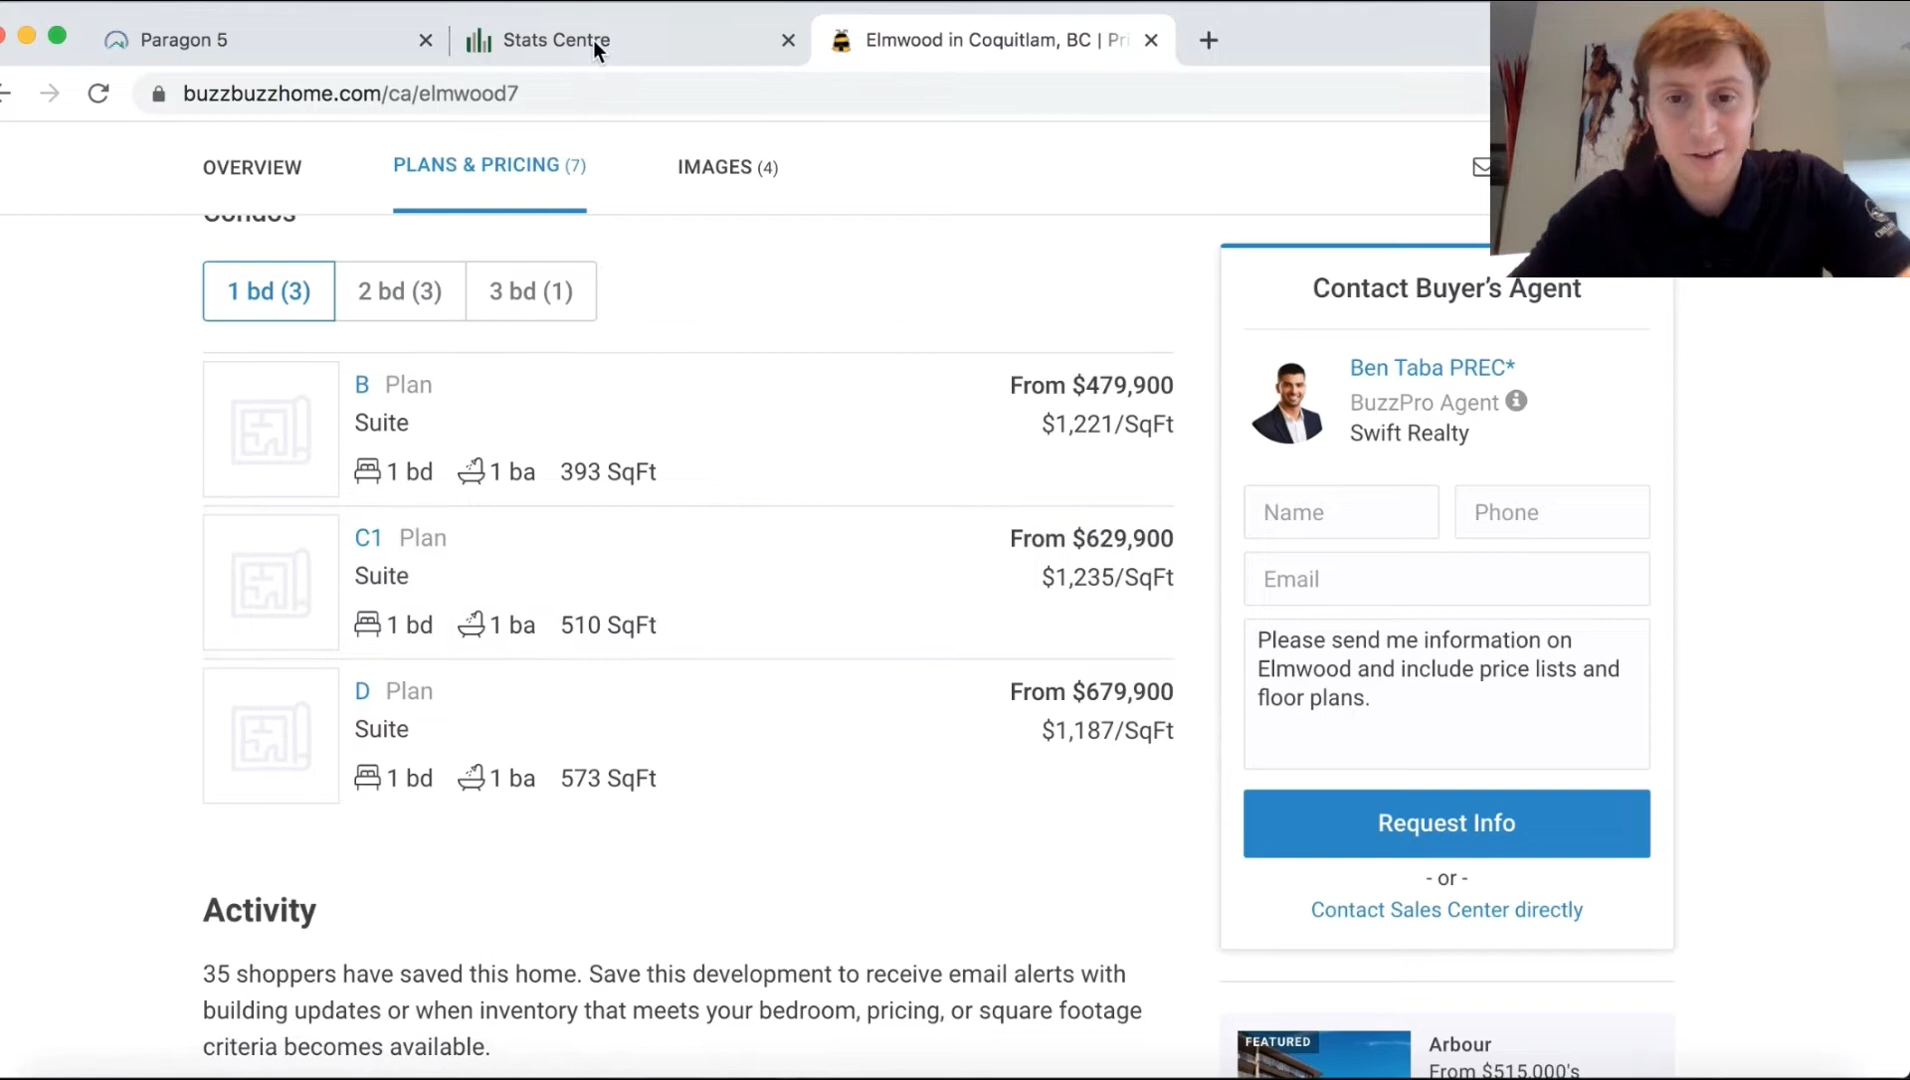 Paragon 5
Stats Centre
Elmwood in Coquitlam, BC | Pri
buzzbuzzhome.com/ca/elmwood7
OVERVIEW
PLANS & PRICING (7)
IMAGES (4)
Condos
1 bd (3)
2 bd (3)
3 bd (1)
B Plan
From $479,900
Suite
$1,221/SqFt
1 bd
1 ba
393 SqFt
C1 Plan
From $629,900
Suite
$1,235/SqFt
1 bd
1 ba
510 SqFt
D Plan
From $679,900
Suite
$1,187/SqFt
1 bd
1 ba
573 SqFt
Activity
35 shoppers have saved this home. Save this development to receive email alerts with
building updates or when inventory that meets your bedroom, pricing, or square footage
criteria becomes available.
Contact Buyer’s Agent
Ben Taba PREC*
BuzzPro Agent
Swift Realty
Name
Phone
Email
Please send me information on
Elmwood and include price lists and
floor plans.
Request Info
- or -
Contact Sales Center directly
FEATURED
Arbour
From $515,000's